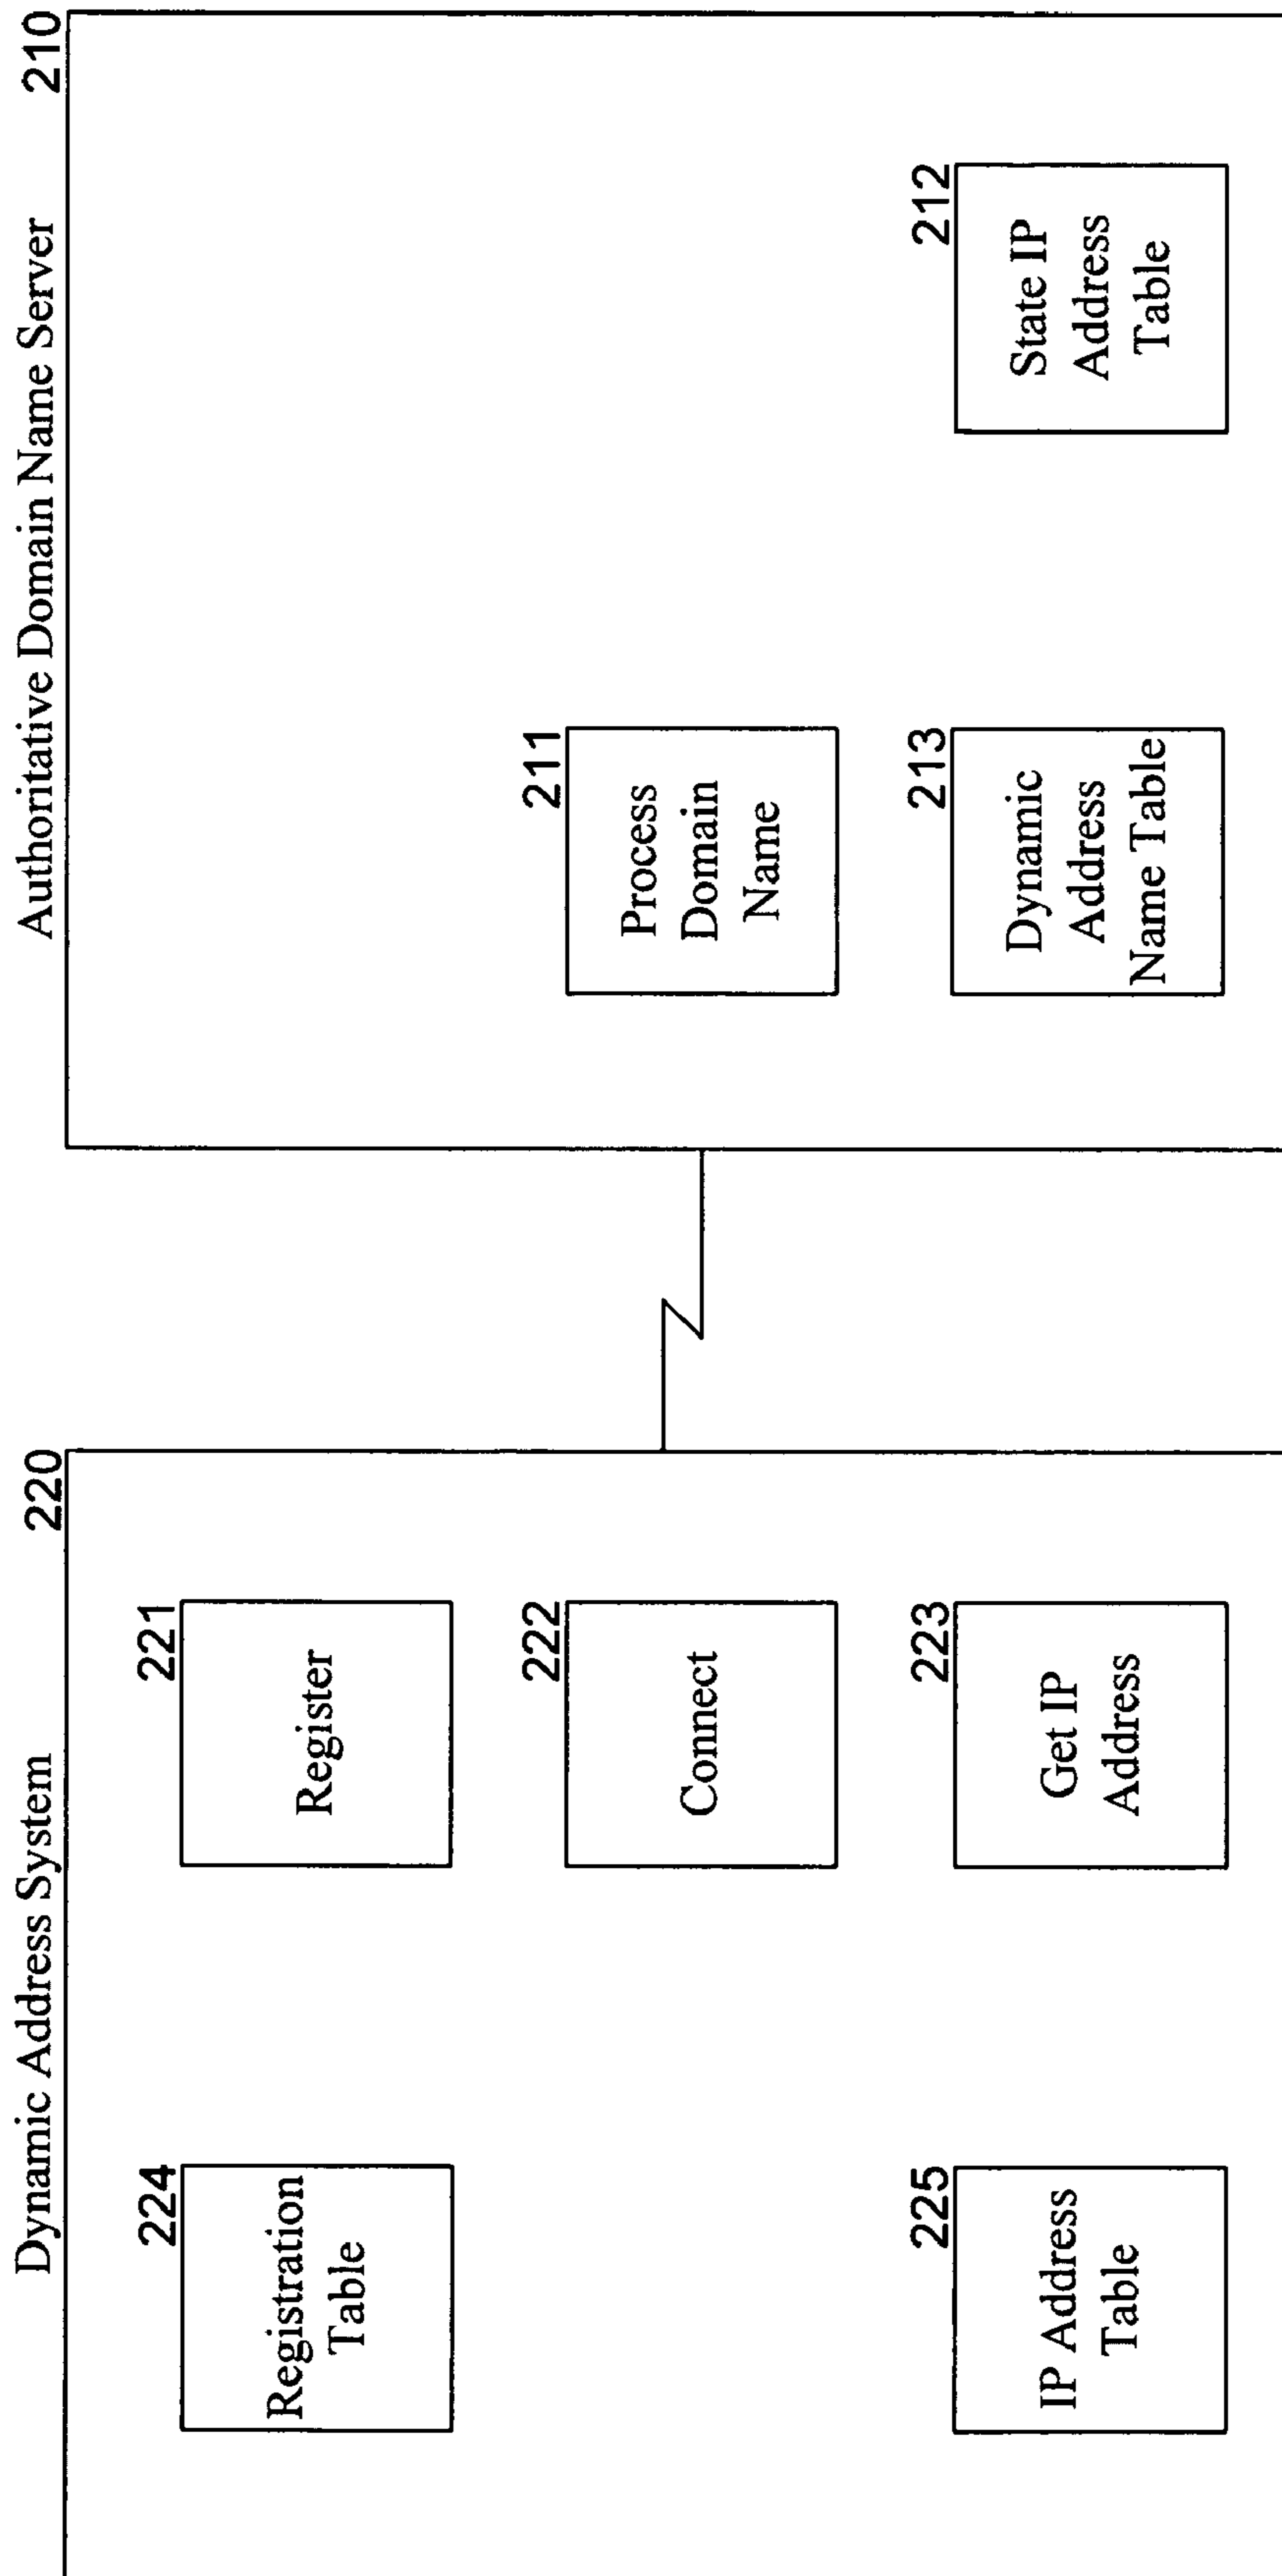 Dynamic Address System
220
224
Registration
Table
221
Register
222
Connect
225
IP Address
Table
223
Get IP
Address
Authoritative Domain Name Server
210
211
Process
Domain
Name
213
Dynamic
Address
Name Table
212
State IP
Address
Table